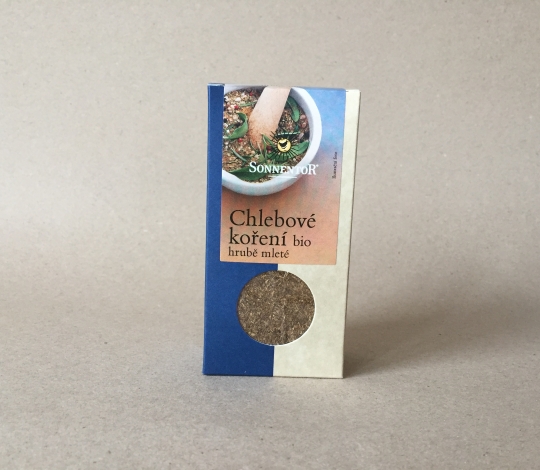 SONNENTOR®
Chlebové
koření bio
hrubě mleté